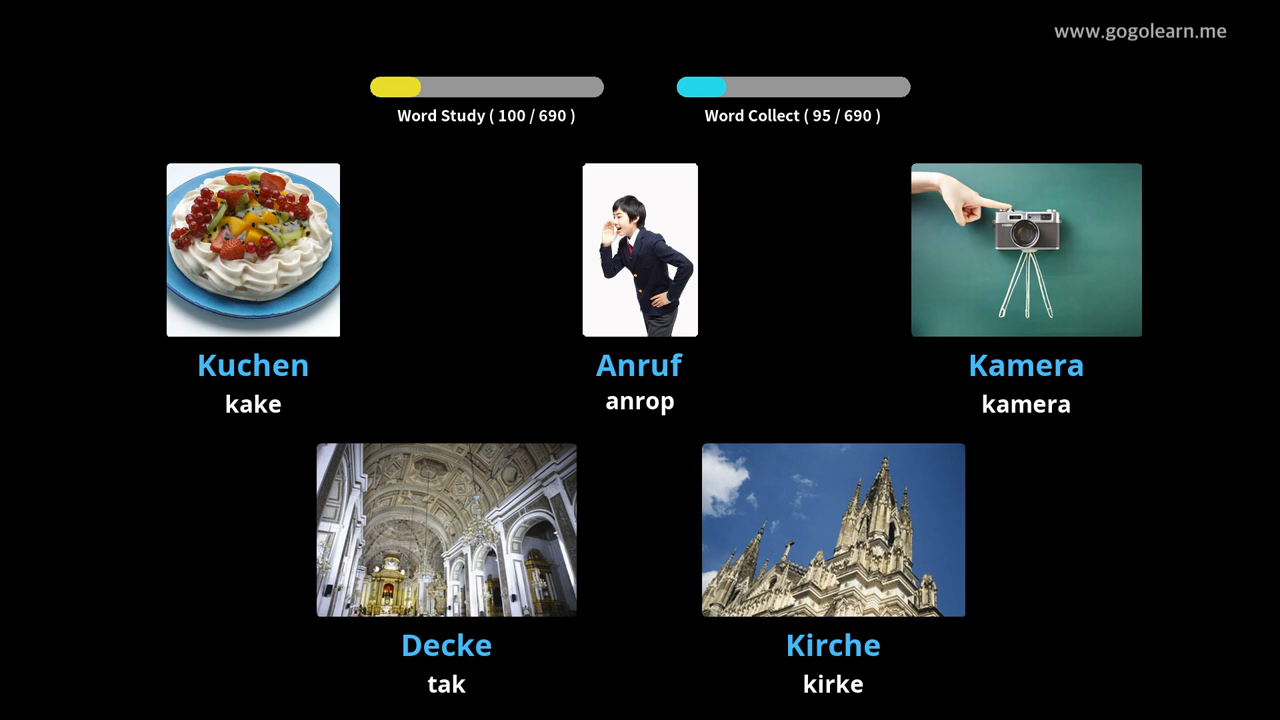 www.gogolearn.me
Word Study ( 100 / 690 )
Word Collect ( 95 / 690 )
Kuchen
kake
Anruf
anrop
Kamera
kamera
Decke
tak
Kirche
kirke